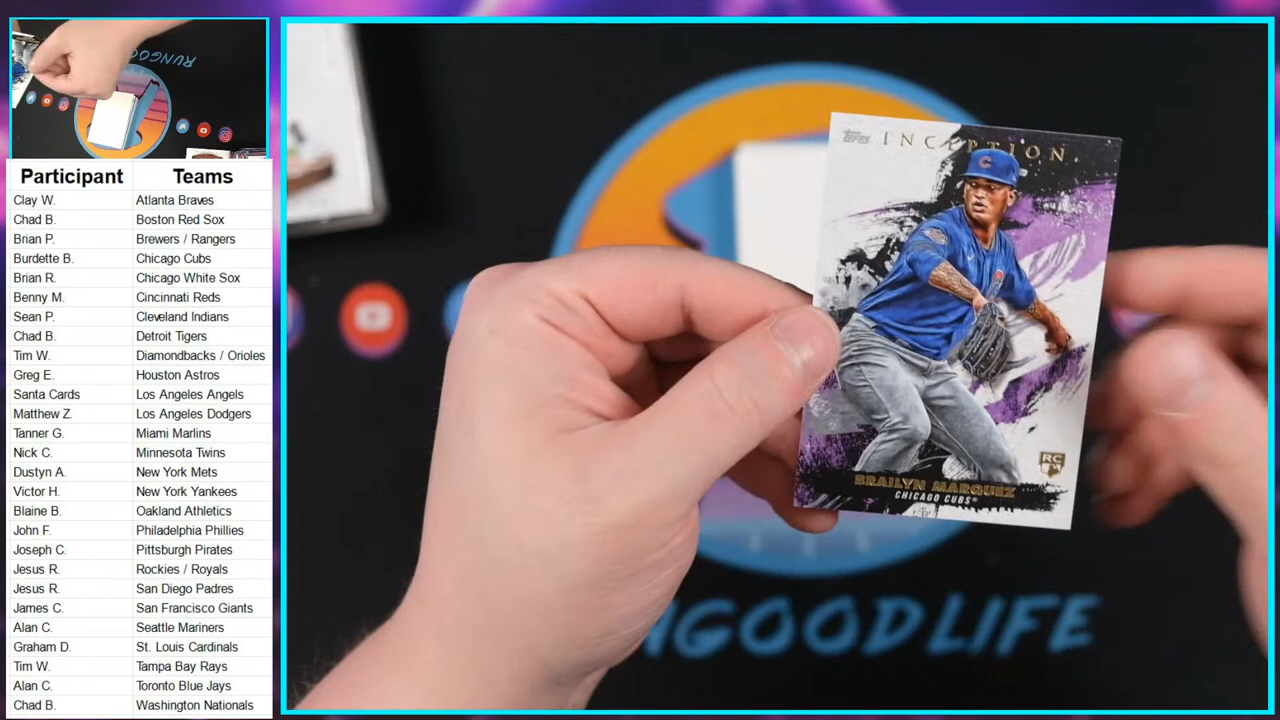 RUNGOODLIFE
Participant Teams
Clay W. Atlanta Braves
Chad B. Boston Red Sox
Brian P. Brewers / Rangers
Burdette B. Chicago Cubs
Brian R. Chicago White Sox
Benny M. Cincinnati Reds
Sean P. Cleveland Indians
Chad B. Detroit Tigers
Tim W. Diamondbacks / Orioles
Greg E. Houston Astros
Santa Cards Los Angeles Angels
Matthew Z. Los Angeles Dodgers
Tanner G. Miami Marlins
Nick C. Minnesota Twins
Dustyn A. New York Mets
Victor H. New York Yankees
Blaine B. Oakland Athletics
John F. Philadelphia Phillies
Joseph C. Pittsburgh Pirates
Jesus R. Rockies / Royals
Jesus R. San Diego Padres
James C. San Francisco Giants
Alan C. Seattle Mariners
Graham D. St. Louis Cardinals
Tim W. Tampa Bay Rays
Alan C. Toronto Blue Jays
Chad B. Washington Nationals
Topps INCEPTION
C
RC
BRAILYN MARQUEZ
CHICAGO CUBS
NGOODLIFE